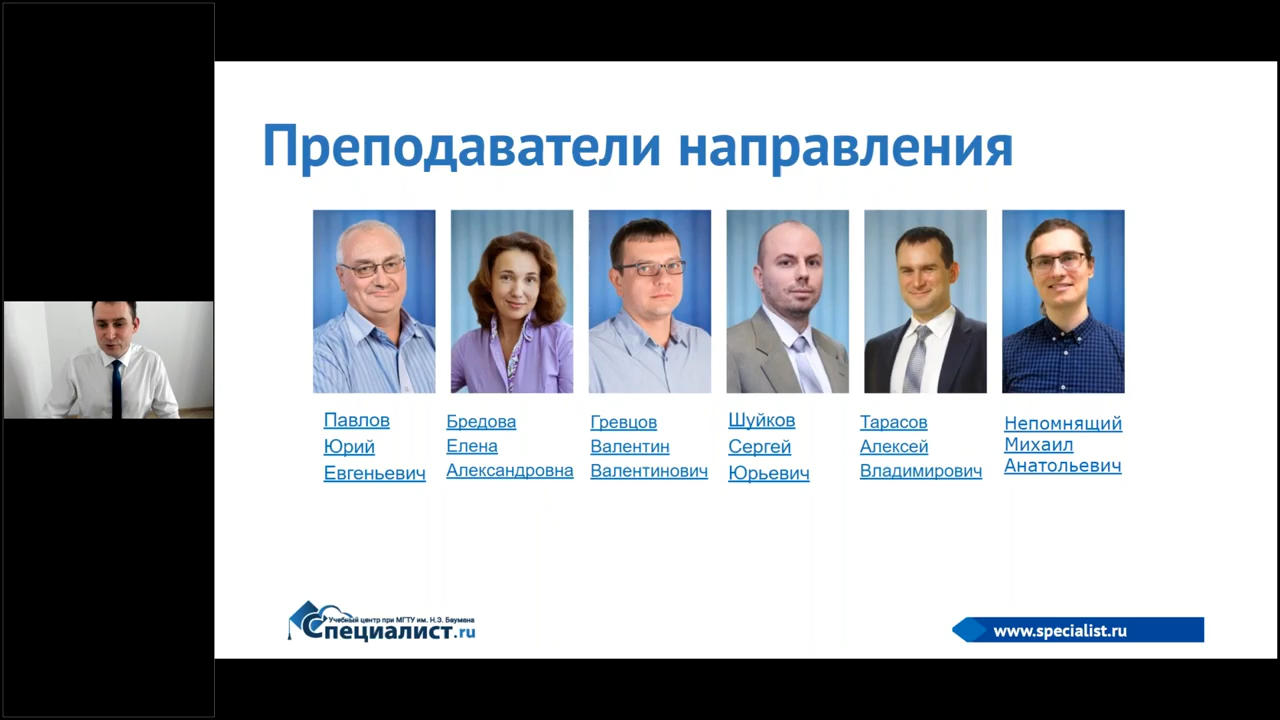 Преподаватели направления
Павлов
Юрий
Евгеньевич
Бредова
Елена
Александровна
Гревцов
Валентин
Валентинович
Шуйков
Сергей
Юрьевич
Тарасов
Алексей
Владимирович
Непомнящий
Михаил
Анатольевич
Учебный центр при МГТУ им. Н.Э. Баумана
Специалист.ru
www.specialist.ru